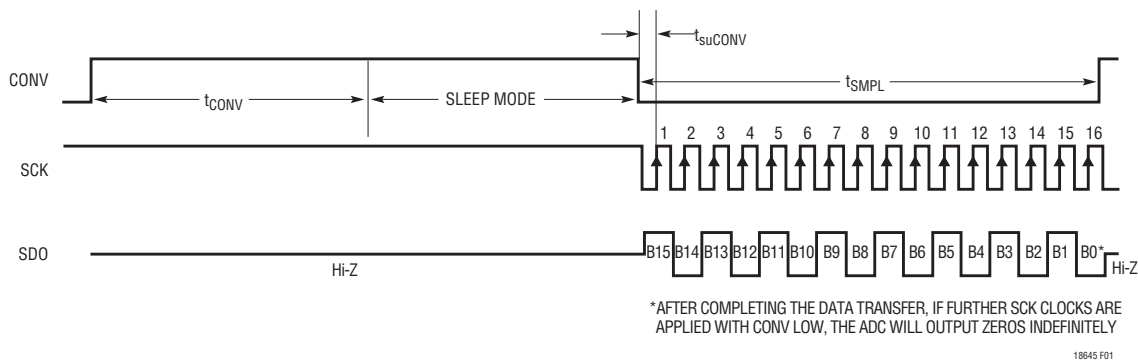 tsuCONV
CONV
tCONV
SLEEP MODE
tSMPL
1 2 3 4 5 6 7 8 9 10 11 12 13 14 15 16
SCK
SDO
Hi-Z
B15 B14 B13 B12 B11 B10 B9 B8 B7 B6 B5 B4 B3 B2 B1 B0*
Hi-Z
*AFTER COMPLETING THE DATA TRANSFER, IF FURTHER SCK CLOCKS ARE
APPLIED WITH CONV LOW, THE ADC WILL OUTPUT ZEROS INDEFINITELY
18645 F01